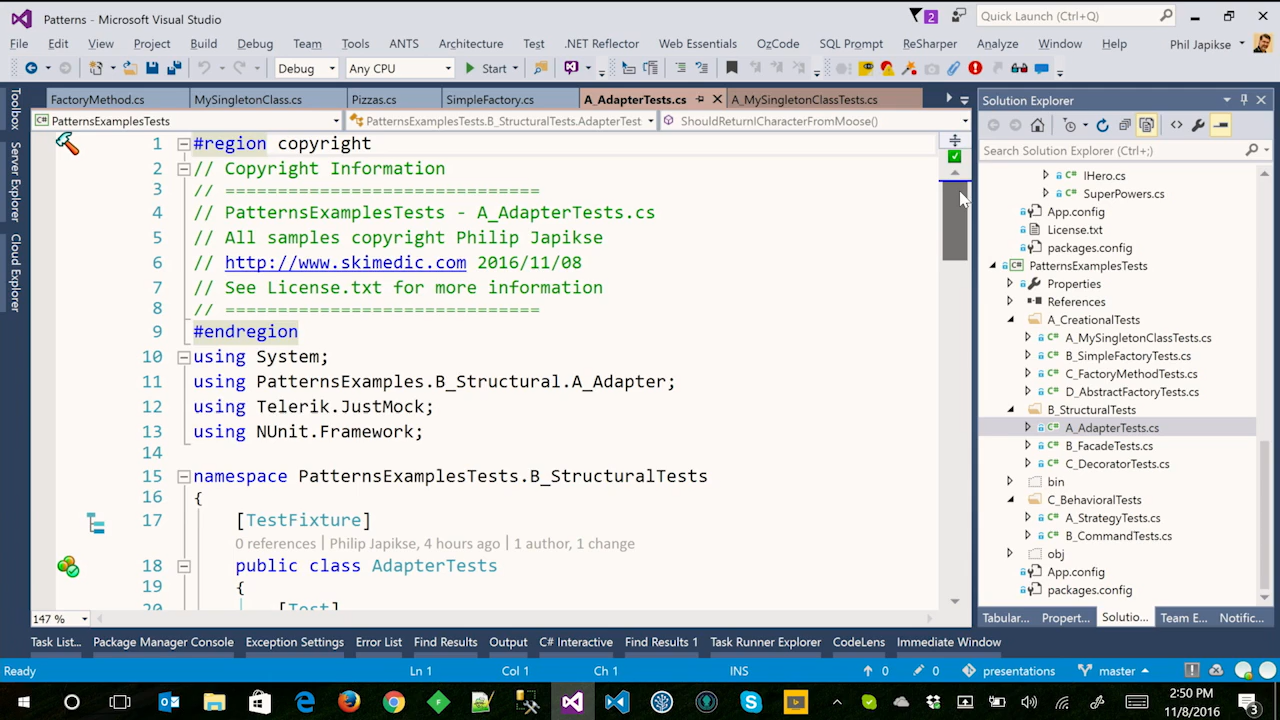 Patterns - Microsoft Visual Studio
2
Quick Launch (Ctrl+Q)
File Edit View Project Build Debug Team Tools ANTS Architecture Test .NET Reflector Web Essentials OzCode SQL Prompt ReSharper Analyze Window Help Phil Japikse
Debug Any CPU Start
FactoryMethod.cs MySingletonClass.cs Pizzas.cs SimpleFactory.cs A_AdapterTests.cs A_MySingletonClassTests.cs
PatternsExamplesTests PatternsExamplesTests.B_StructuralTests.AdapterTest ShouldReturnICharacterFromMoose()
Toolbox
Server Explorer
Cloud Explorer
1 #region copyright
2 // Copyright Information
3 // ==============================
4 // PatternsExamplesTests - A_AdapterTests.cs
5 // All samples copyright Philip Japikse
6 // http://www.skimedic.com 2016/11/08
7 // See License.txt for more information
8 // ==============================
9 #endregion
10 using System;
11 using PatternsExamples.B_Structural.A_Adapter;
12 using Telerik.JustMock;
13 using NUnit.Framework;
14
15 namespace PatternsExamplesTests.B_StructuralTests
16 {
17 [TestFixture]
0 references | Philip Japikse, 4 hours ago | 1 author, 1 change
18 public class AdapterTests
19 {
20 [Test]
147 %
Solution Explorer
Search Solution Explorer (Ctrl+;)
C# IHero.cs
C# SuperPowers.cs
App.config
License.txt
packages.config
C# PatternsExamplesTests
Properties
References
A_CreationalTests
C# A_MySingletonClassTests.cs
C# B_SimpleFactoryTests.cs
C# C_FactoryMethodTests.cs
C# D_AbstractFactoryTests.cs
B_StructuralTests
C# A_AdapterTests.cs
C# B_FacadeTests.cs
C# C_DecoratorTests.cs
bin
C_BehavioralTests
C# A_StrategyTests.cs
C# B_CommandTests.cs
obj
App.config
packages.config
Tabular... Propert... Solutio... Team E... Notific...
Task List... Package Manager Console Exception Settings Error List Find Results Output C# Interactive Find Results 1 Task Runner Explorer CodeLens Immediate Window
Ready Ln 1 Col 1 Ch 1 INS 0 0 presentations master
2:50 PM
11/8/2016
3